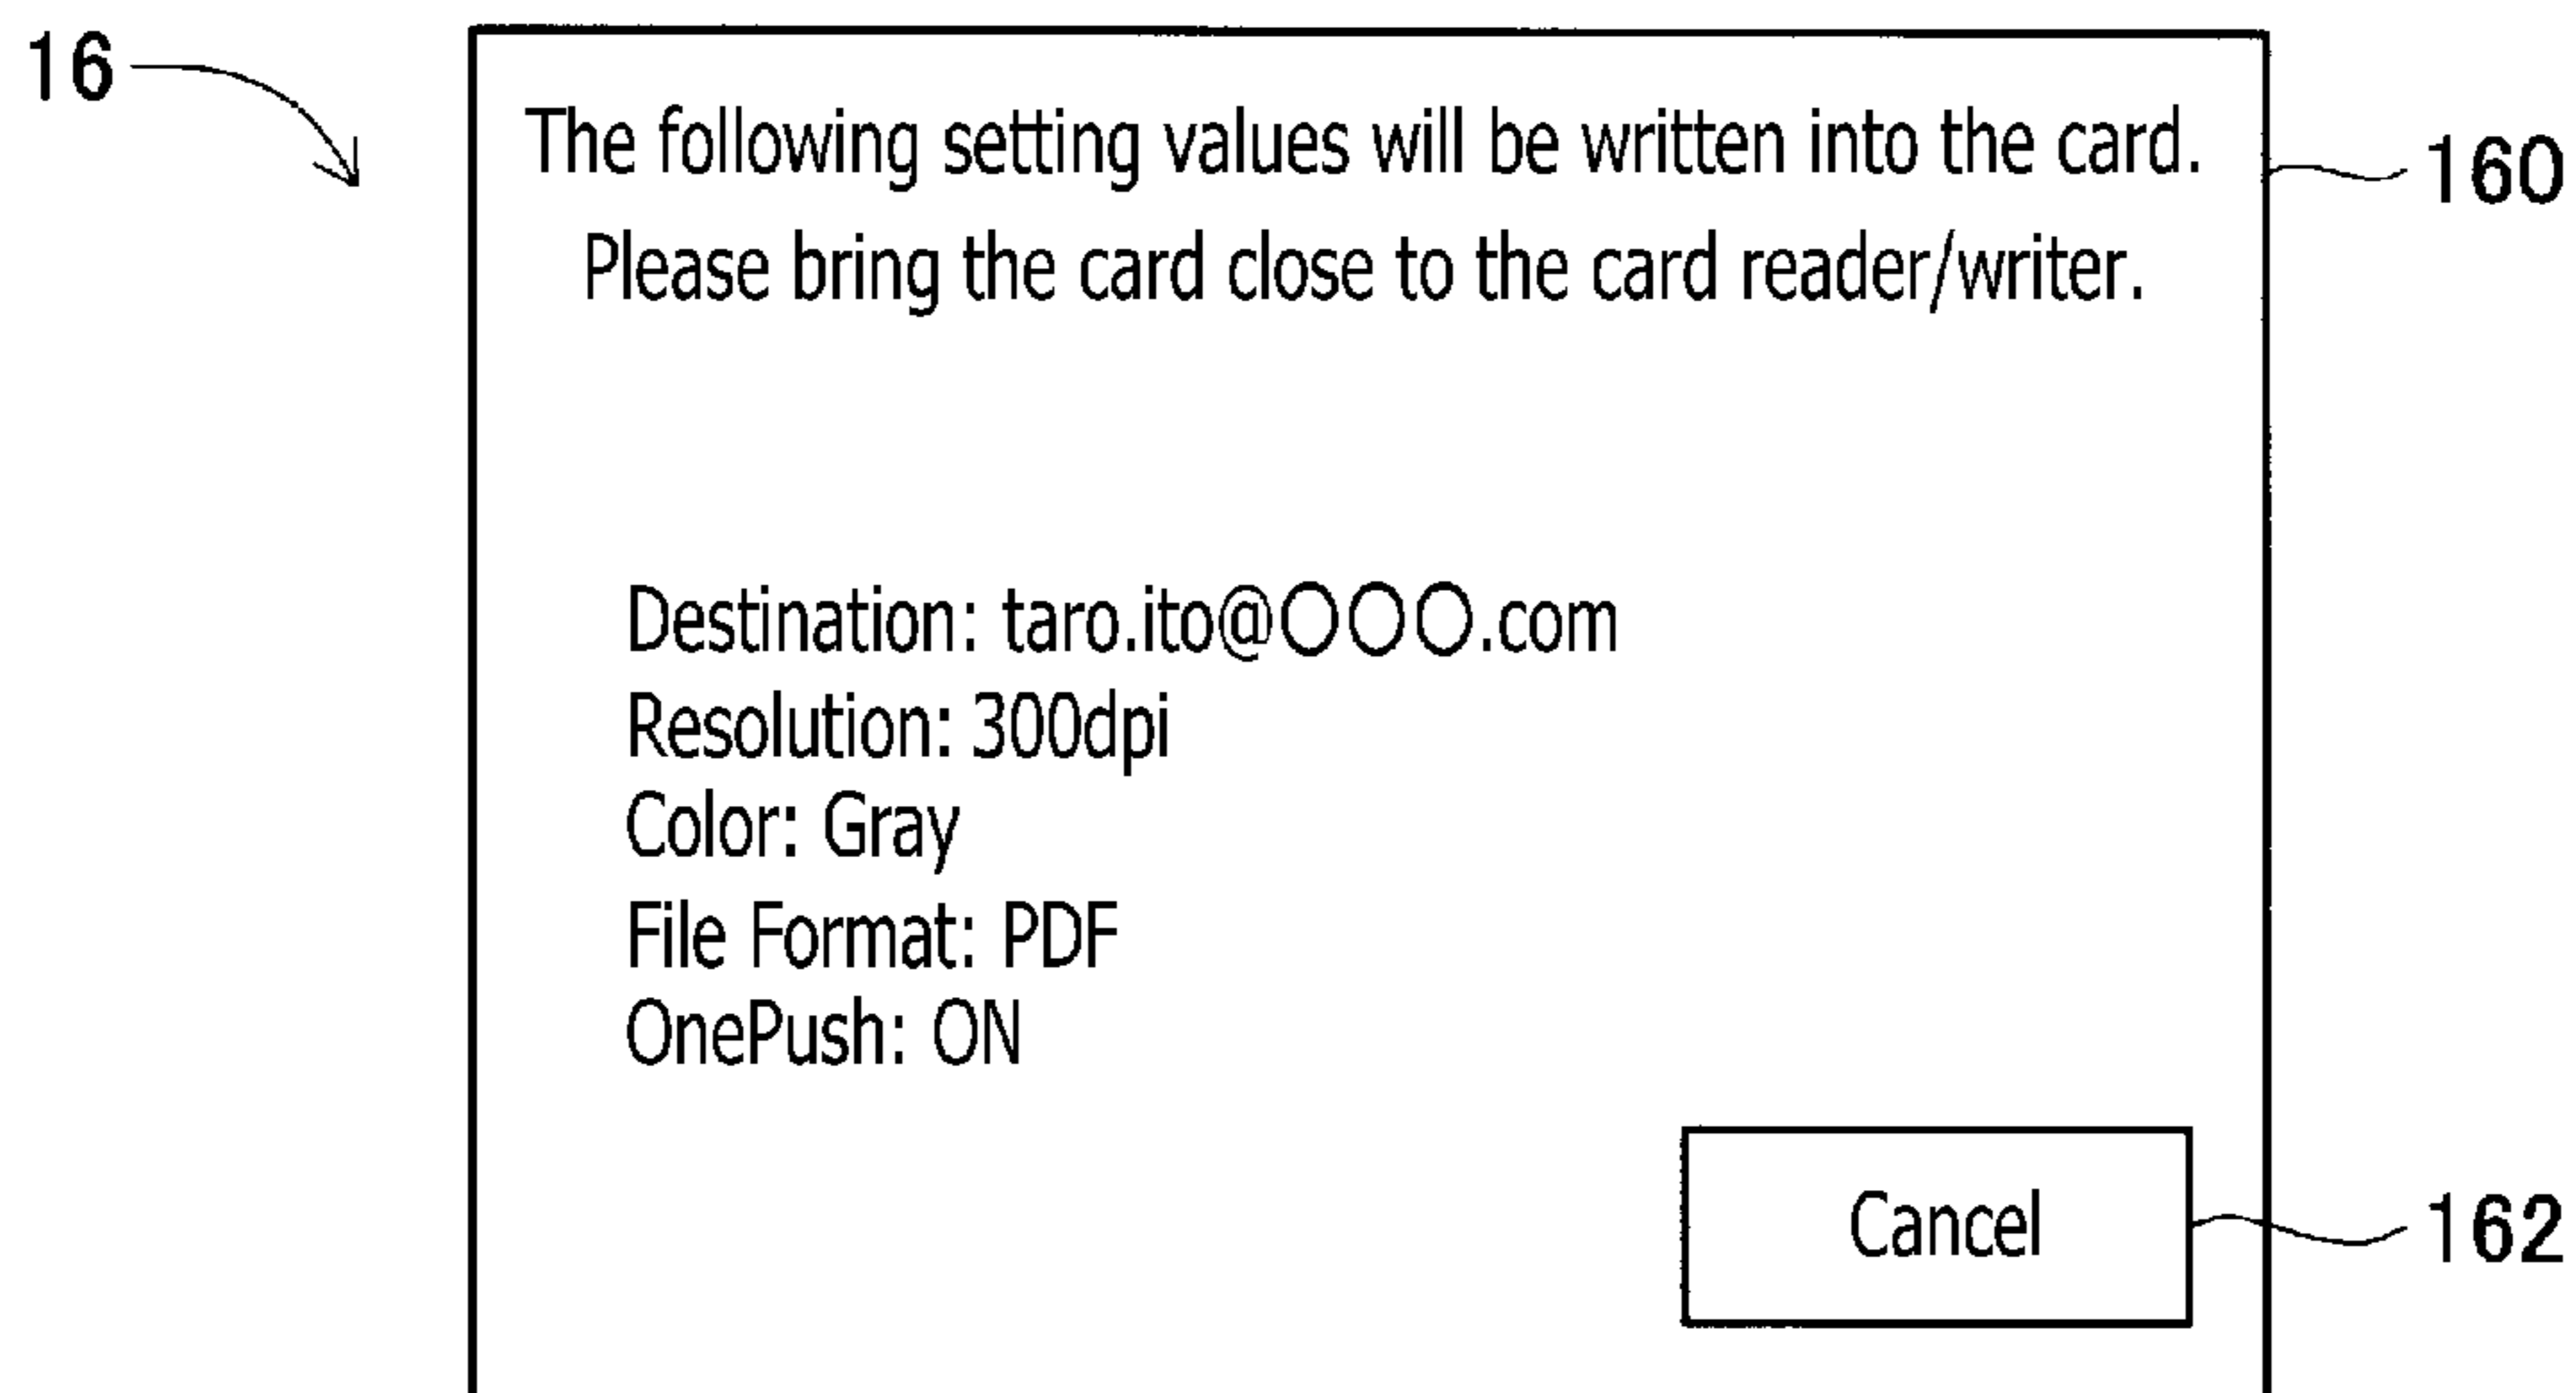 16
The following setting values will be written into the card.
160
Please bring the card close to the card reader/writer.
Destination: taro.ito@○○○.com
Resolution: 300dpi
Color: Gray
File Format: PDF
OnePush: ON
Cancel
162